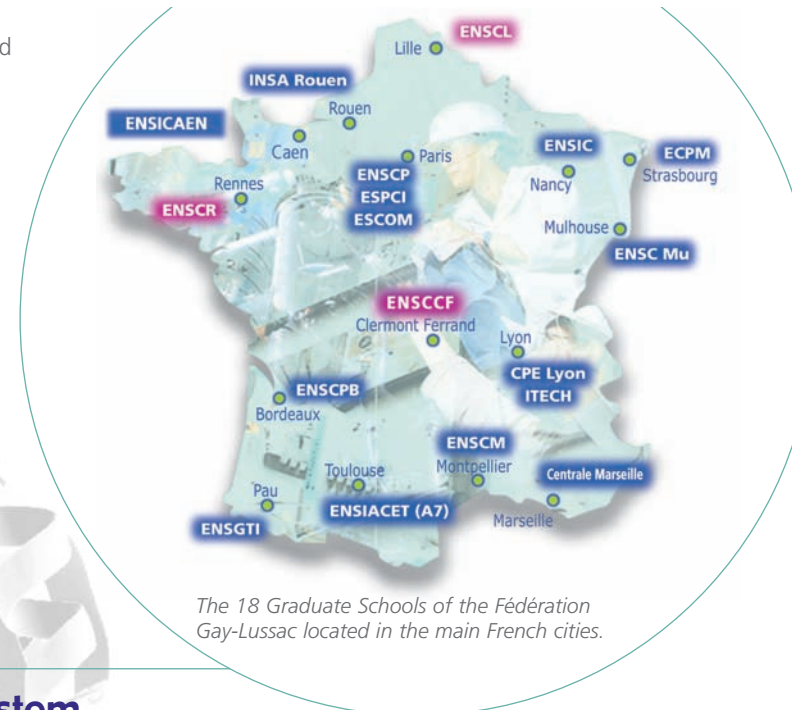 d
ENSCL
Lille
INSA Rouen
Rouen
ENSICAEN
Caen
Paris
ENSCP
ESPCI
ESCOM
ENSIC
Nancy
ECPM
Strasbourg
Rennes
ENSCR
Mulhouse
ENSC Mu
ENSCCF
Clermont Ferrand
Lyon
CPE Lyon
ITECH
ENSCPB
Bordeaux
ENSCM
Montpellier
Centrale Marseille
Marseille
Toulouse
ENSIACET (A7)
Pau
ENSGTI
The 18 Graduate Schools of the Fédération
Gay-Lussac located in the main French cities.
stom